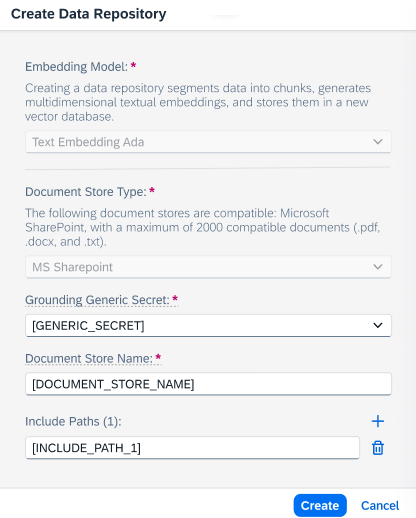 Create Data Repository
Embedding Model: *
Creating a data repository segments data into chunks, generates
multidimensional textual embeddings, and stores them in a new
vector database.
Text Embedding Ada
Document Store Type: *
The following document stores are compatible: Microsoft
SharePoint, with a maximum of 2000 compatible documents (.pdf,
.docx, and .txt).
MS Sharepoint
Grounding Generic Secret: *
[GENERIC_SECRET]
Document Store Name: *
[DOCUMENT_STORE_NAME]
Include Paths (1):
[INCLUDE_PATH_1]
Create Cancel